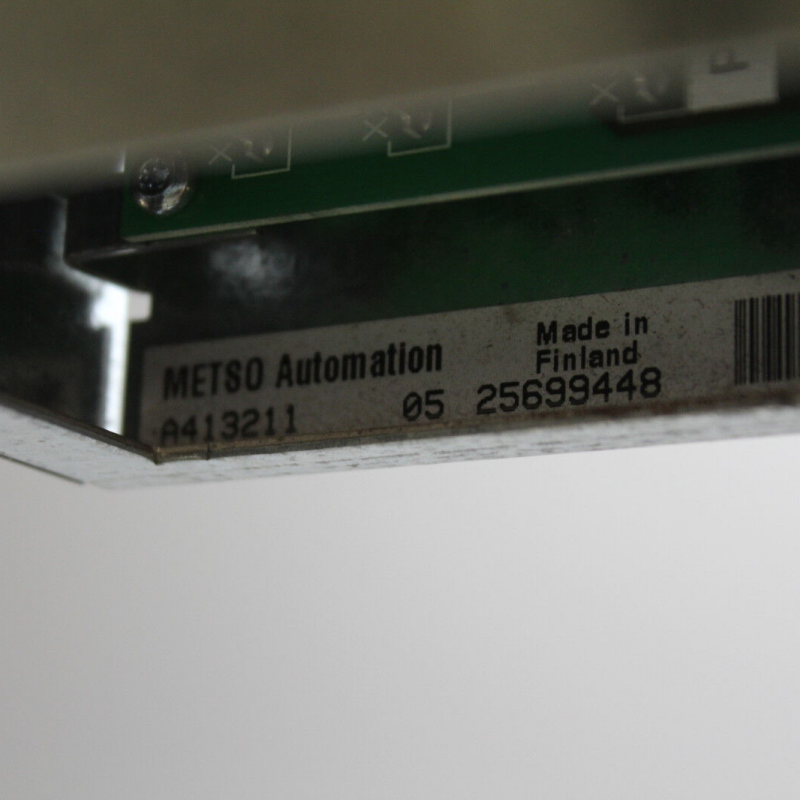 METSO Automation
Made in
Finland
A413211
05 25699448